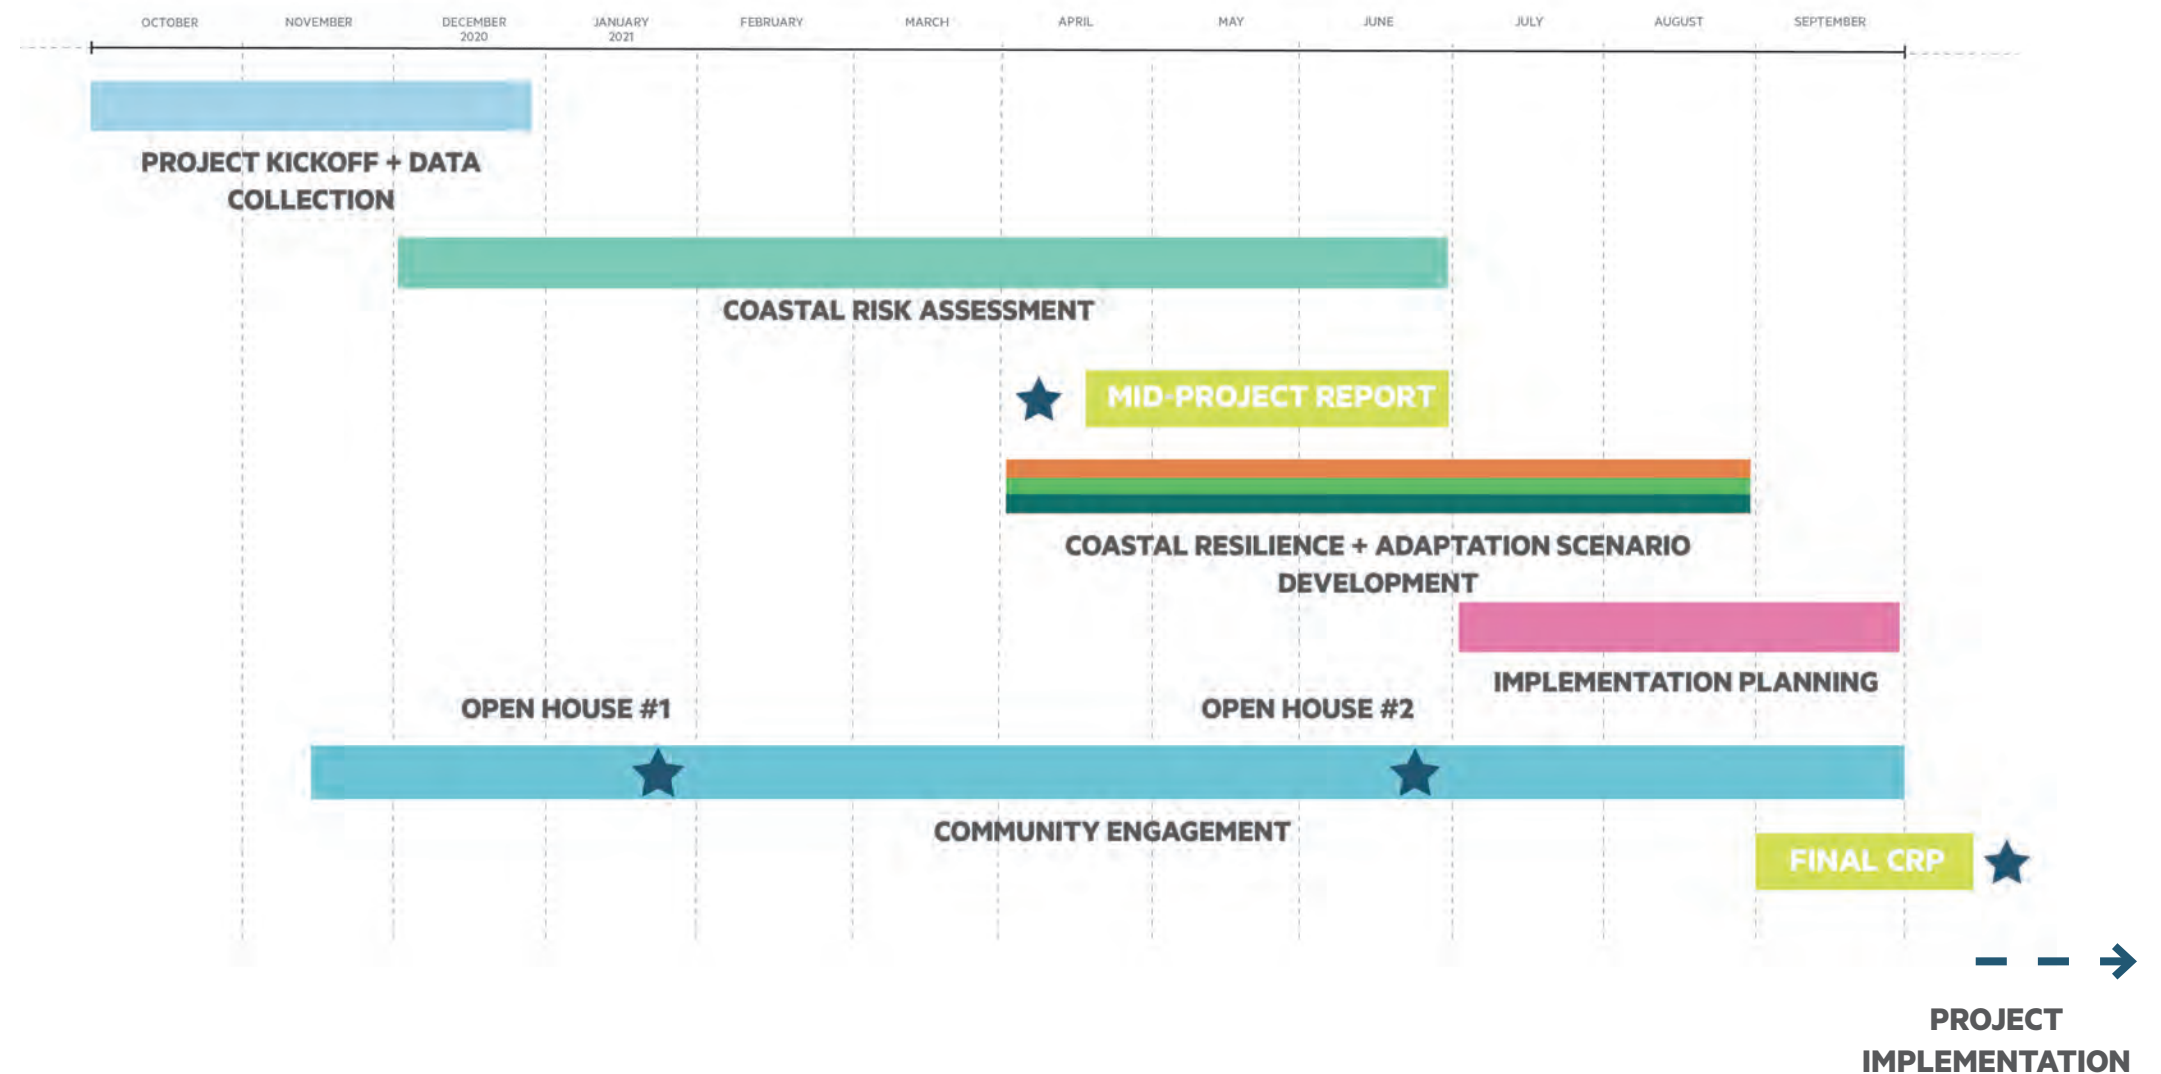 OCTOBER NOVEMBER DECEMBER JANUARY FEBRUARY MARCH APRIL MAY JUNE JULY AUGUST SEPTEMBER
2020 2021
PROJECT KICKOFF + DATA
COLLECTION
COASTAL RISK ASSESSMENT
MID-PROJECT REPORT
COASTAL RESILIENCE + ADAPTATION SCENARIO
DEVELOPMENT
IMPLEMENTATION PLANNING
OPEN HOUSE #1 OPEN HOUSE #2
COMMUNITY ENGAGEMENT
FINAL CRP
PROJECT
IMPLEMENTATION